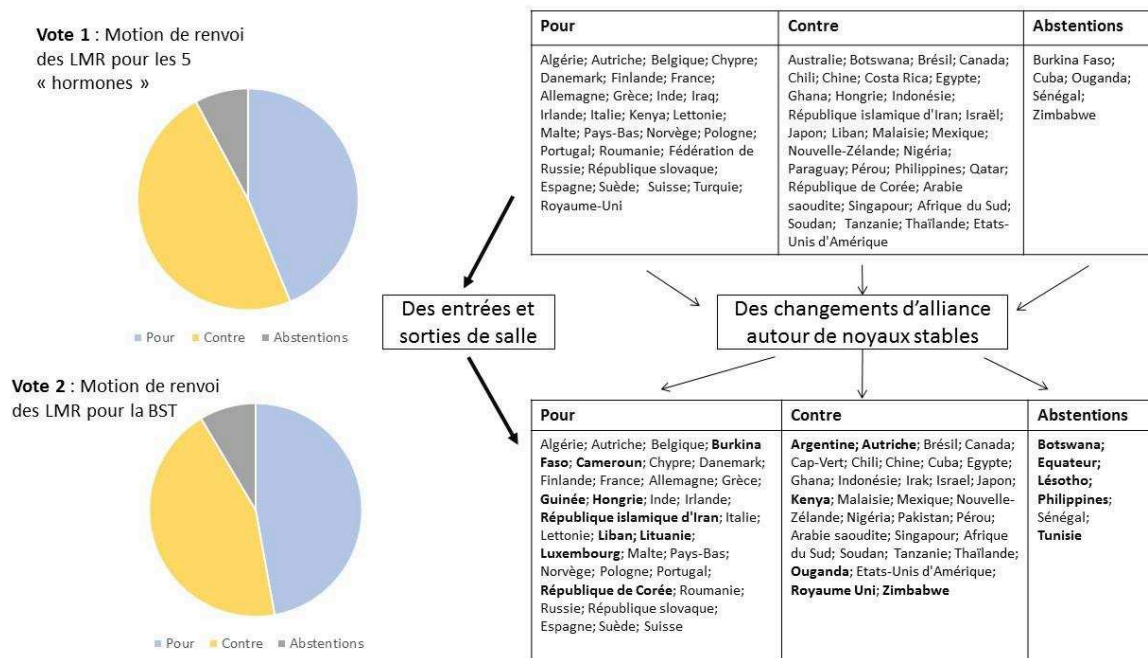 Vote 1 : Motion de renvoi
des LMR pour les 5
« hormones »
Pour
Contre
Abstentions
Vote 2 : Motion de renvoi
des LMR pour la BST
Pour
Contre
Abstentions
Pour
Algérie; Autriche; Belgique; Chypre;
Danemark; Finlande; France;
Allemagne; Grèce; Inde; Iraq;
Irlande; Italie; Kenya; Lettonie;
Malte; Pays-Bas; Norvège; Pologne;
Portugal; Roumanie; Fédération de
Russie; République slovaque;
Espagne; Suède; Suisse; Turquie;
Royaume-Uni
Contre
Australie; Botswana; Brésil; Canada;
Chili; Chine; Costa Rica; Egypte;
Ghana; Hongrie; Indonésie;
République islamique d'Iran; Israël;
Japon; Liban; Malaisie; Mexique;
Nouvelle-Zélande; Nigéria;
Paraguay; Pérou; Philippines; Qatar;
République de Corée; Arabie
saoudite; Singapour; Afrique du Sud;
Soudan; Tanzanie; Thaïlande; Etats-
Unis d'Amérique
Abstentions
Burkina Faso;
Cuba; Ouganda;
Sénégal;
Zimbabwe
Des entrées et
sorties de salle
Des changements d'alliance
autour de noyaux stables
Pour
Algérie; Autriche; Belgique; Burkina
Faso; Cameroun; Chypre; Danemark;
Finlande; France; Allemagne; Grèce;
Guinée; Hongrie; Inde; Irlande;
République islamique d'Iran; Italie;
Lettonie; Liban; Lituanie;
Luxembourg; Malte; Pays-Bas;
Norvège; Pologne; Portugal;
République de Corée; Roumanie;
Russie; République slovaque;
Espagne; Suède; Suisse
Contre
Argentine; Autriche; Brésil; Canada;
Cap-Vert; Chili; Chine; Cuba; Egypte;
Ghana; Indonésie; Irak; Israel; Japon;
Kenya; Malaisie; Mexique; Nouvelle-
Zélande; Nigéria; Pakistan; Pérou;
Arabie saoudite; Singapour; Afrique
du Sud; Soudan; Tanzanie; Thaïlande;
Ouganda; Etats-Unis d'Amérique;
Royaume Uni; Zimbabwe
Abstentions
Botswana;
Equateur;
Lésotho;
Philippines;
Sénégal;
Tunisie